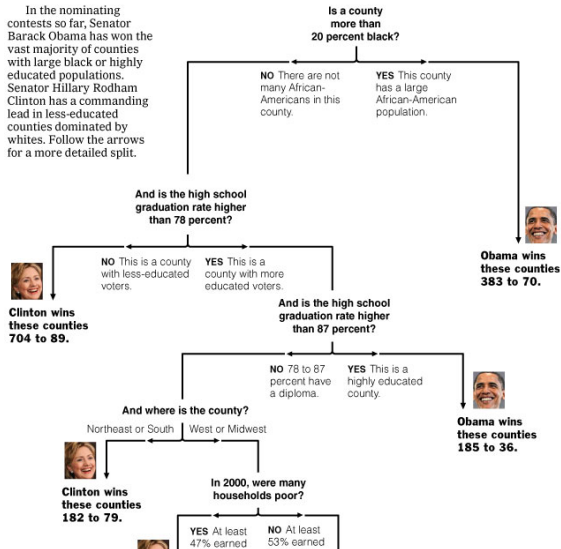 In the nominating
contests so far, Senator
Barack Obama has won the
vast majority of counties
with large black or highly
educated populations.
Senator Hillary Rodham
Clinton has a commanding
lead in less-educated
counties dominated by
whites. Follow the arrows
for a more detailed split.
Is a county
more than
20 percent black?
NO There are not
many African-
Americans in this
county.
YES This county
has a large
African-American
population.
And is the high school
graduation rate higher
than 78 percent?
Obama wins
these counties
383 to 70.
NO This is a county
with less-educated
voters.
YES This is a
county with more
educated voters.
Clinton wins
these counties
704 to 89.
And is the high school
graduation rate higher
than 87 percent?
NO 78 to 87
percent have
a diploma.
YES This is a
highly educated
county.
Obama wins
these counties
185 to 36.
And where is the county?
Northeast or South
West or Midwest
Clinton wins
these counties
182 to 79.
In 2000, were many
households poor?
YES At least
47% earned
NO At least
53% earned